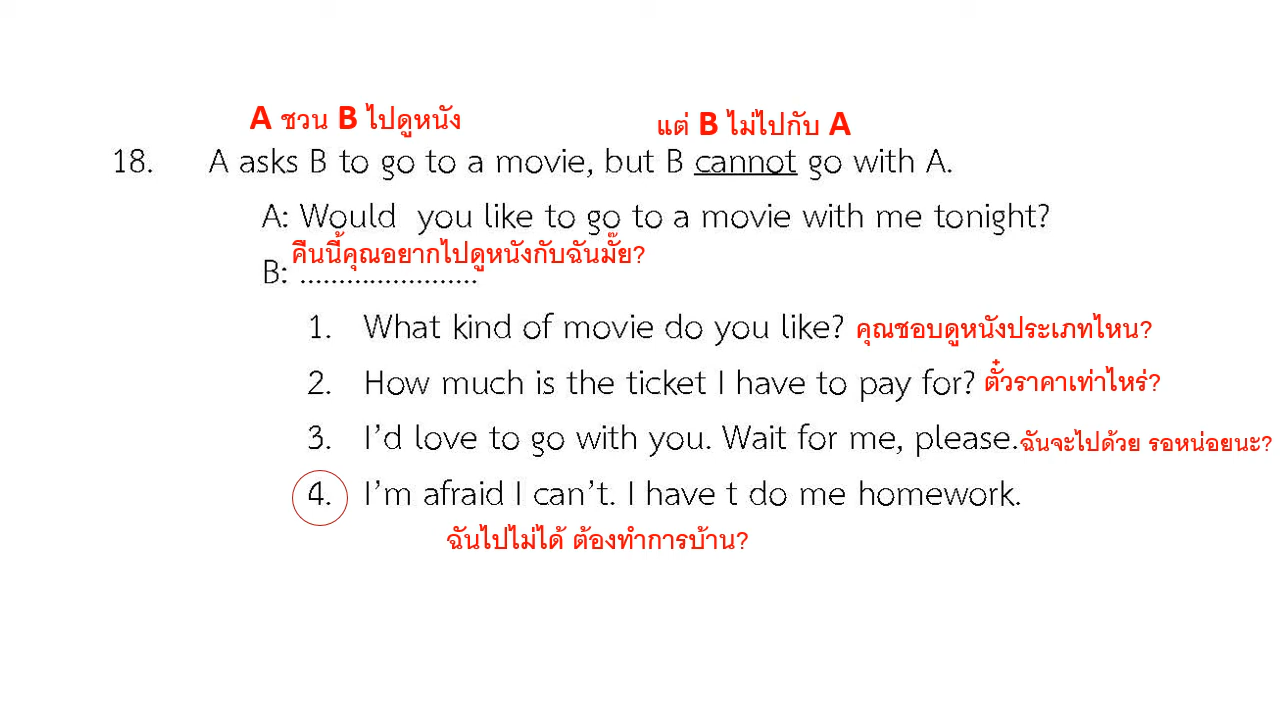 A ชวน B ไปดูหนัง แต่ B ไม่ไปกับ A
18. A asks B to go to a movie, but B cannot go with A.
A: Would you like to go to a movie with me tonight?
คืนนี้คุณอยากไปดูหนังกับฉันมั๊ย?
B: .......................
1. What kind of movie do you like? คุณชอบดูหนังประเภทไหน?
2. How much is the ticket I have to pay for? ตั๋วราคาเท่าไหร่?
3. I'd love to go with you. Wait for me, please. ฉันจะไปด้วย รอหน่อยนะ?
4. I'm afraid I can't. I have t do me homework.
ฉันไปไม่ได้ ต้องทำการบ้าน?